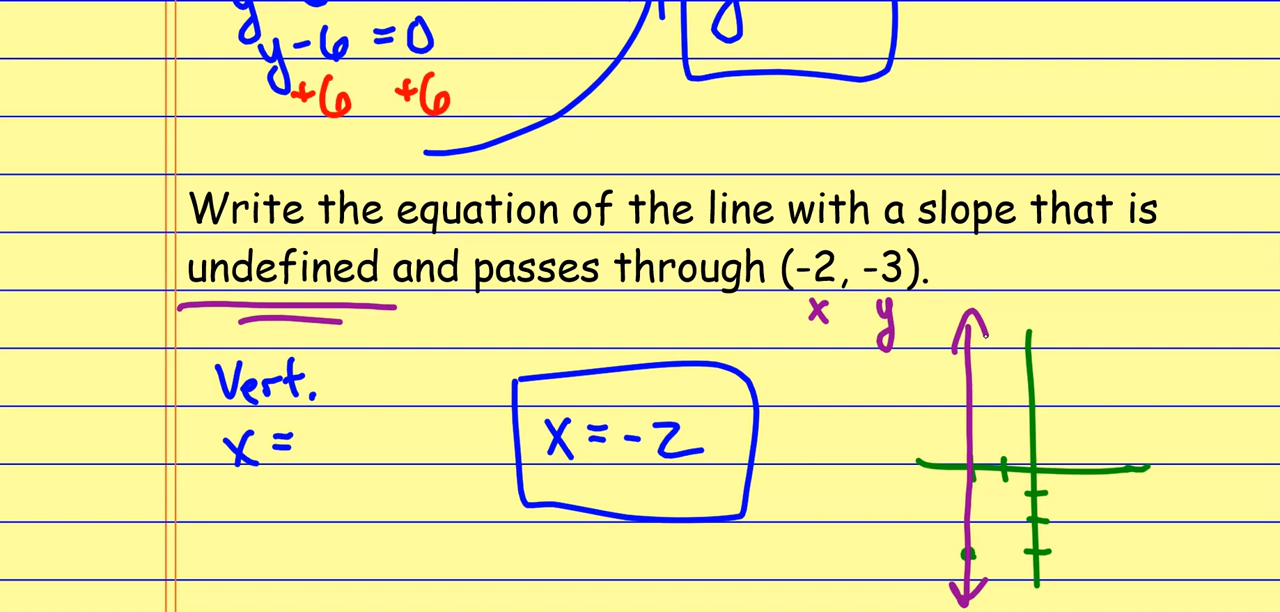 y
y
y - 6 = 0
+6 +6
Write the equation of the line with a slope that is
undefined and passes through (-2, -3).
x y
Vert.
x =
x = -2